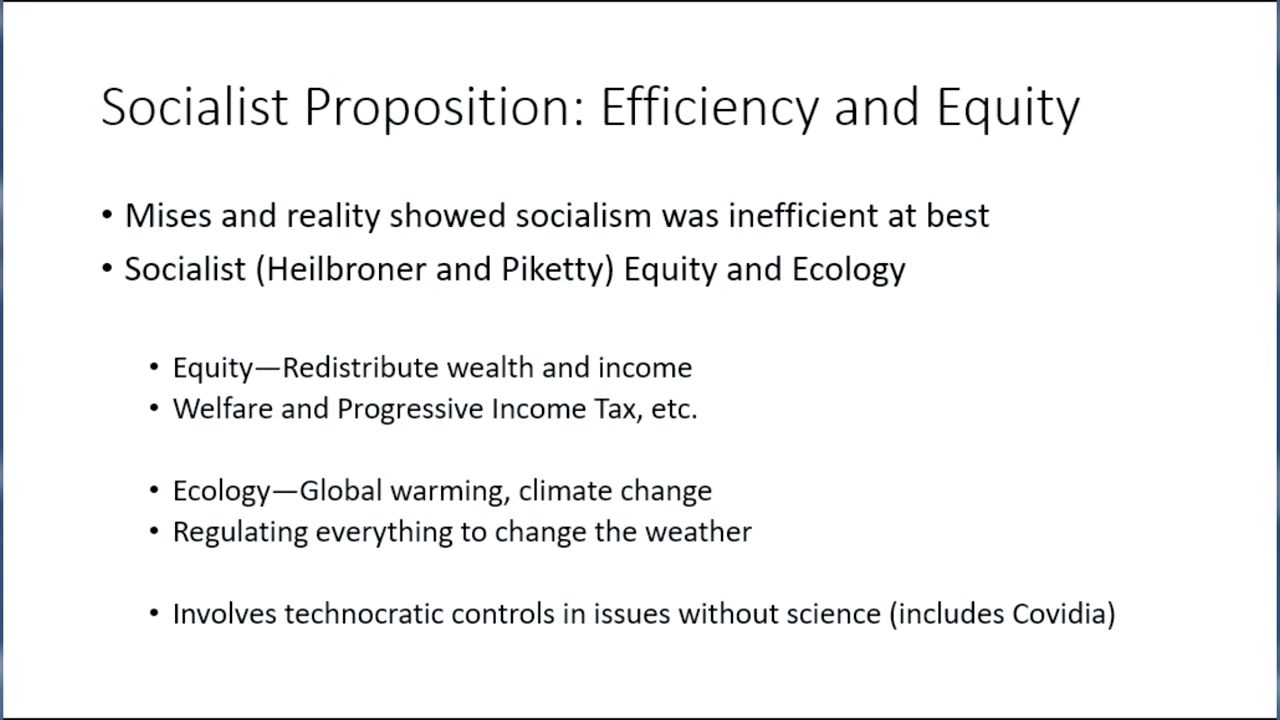 Socialist Proposition: Efficiency and Equity
• Mises and reality showed socialism was inefficient at best
• Socialist (Heilbroner and Piketty) Equity and Ecology
• Equity—Redistribute wealth and income
• Welfare and Progressive Income Tax, etc.
• Ecology—Global warming, climate change
• Regulating everything to change the weather
• Involves technocratic controls in issues without science (includes Covidia)